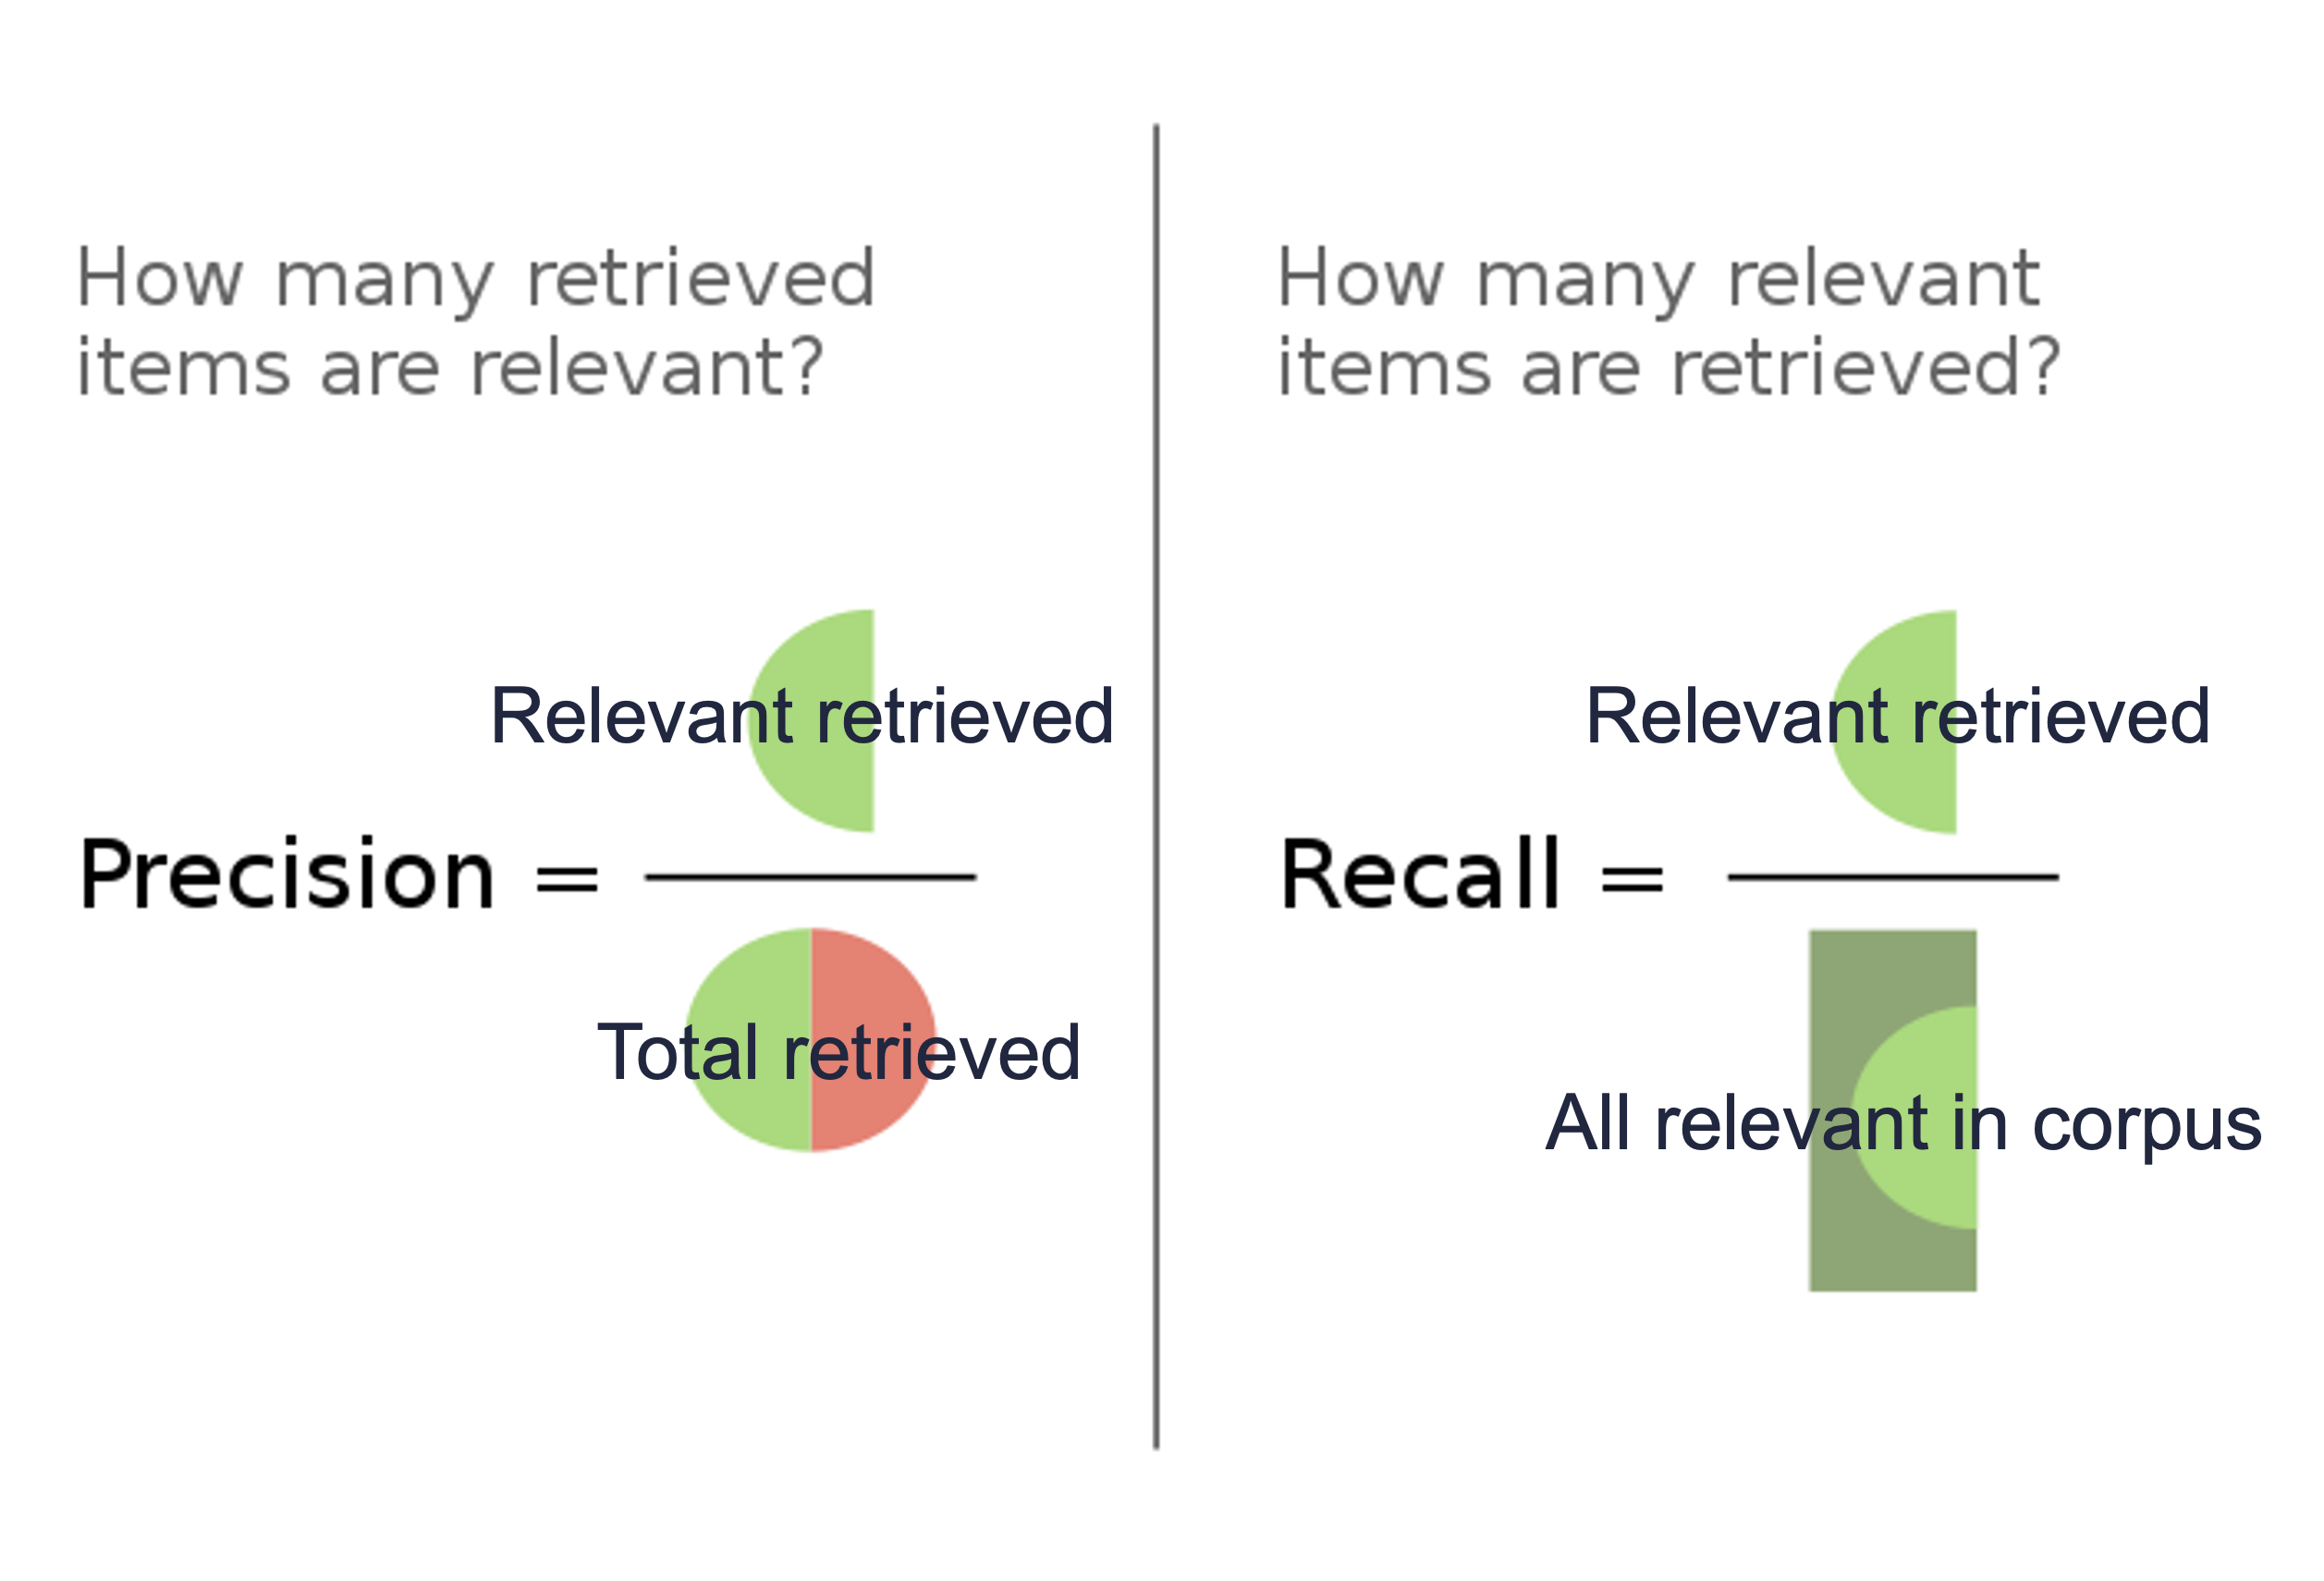 How many retrieved
items are relevant?
Relevant retrieved
Precision =
Total retrieved
How many relevant
items are retrieved?
Relevant retrieved
Recall =
All relevant in corpus